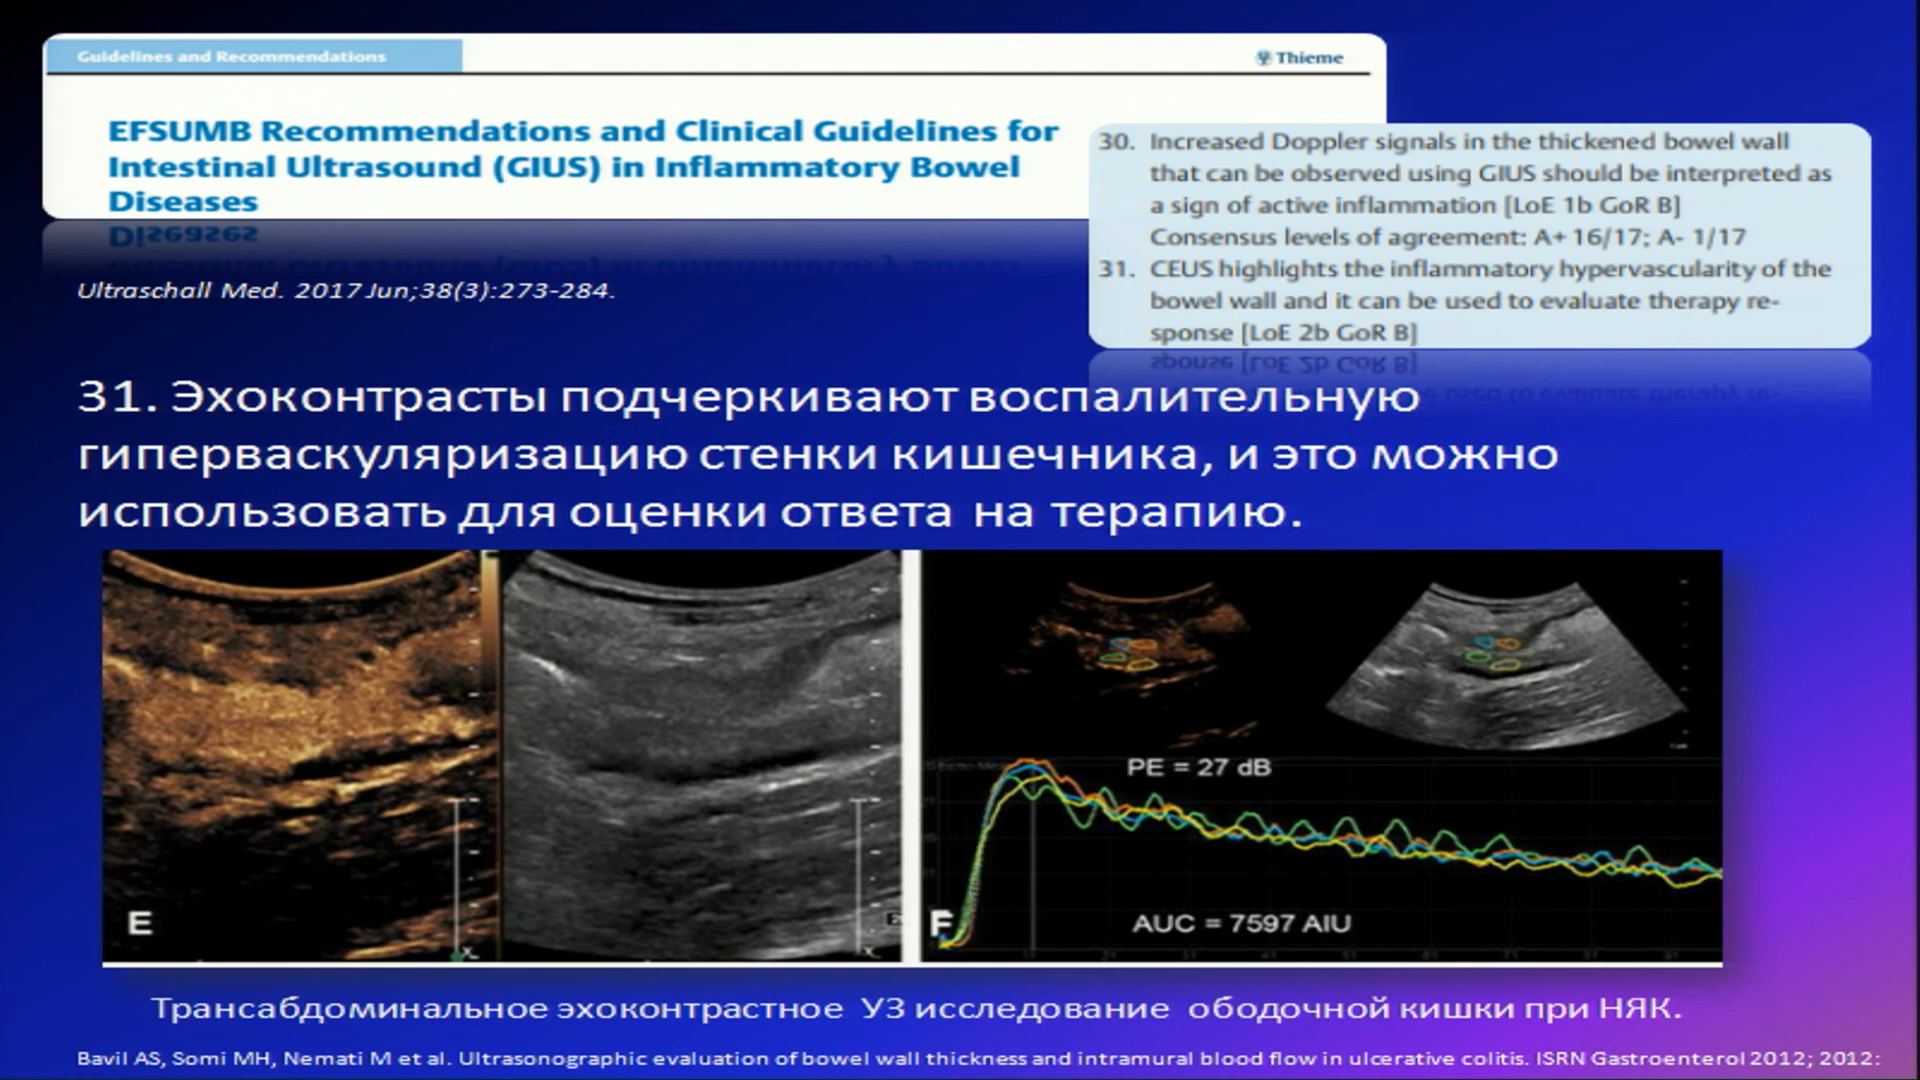 Guidelines and Recommendations
Thieme
EFSUMB Recommendations and Clinical Guidelines for
Intestinal Ultrasound (GIUS) in Inflammatory Bowel
Diseases
30. Increased Doppler signals in the thickened bowel wall
that can be observed using GIUS should be interpreted as
a sign of active inflammation [LoE 1b GoR B]
Consensus levels of agreement: A+ 16/17; A- 1/17
31. CEUS highlights the inflammatory hypervascularity of the
bowel wall and it can be used to evaluate therapy re-
sponse [LoE 2b GoR B]
Ultraschall Med. 2017 Jun;38(3):273-284.
31. Эхоконтрасты подчеркивают воспалительную
гиперваскуляризацию стенки кишечника, и это можно
использовать для оценки ответа на терапию.
PE = 27 dB
E
F
AUC = 7597 AIU
Трансабдоминальное эхоконтрастное УЗ исследование ободочной кишки при НЯК.
Bavil AS, Somi MH, Nemati M et al. Ultrasonographic evaluation of bowel wall thickness and intramural blood flow in ulcerative colitis. ISRN Gastroenterol 2012; 2012: